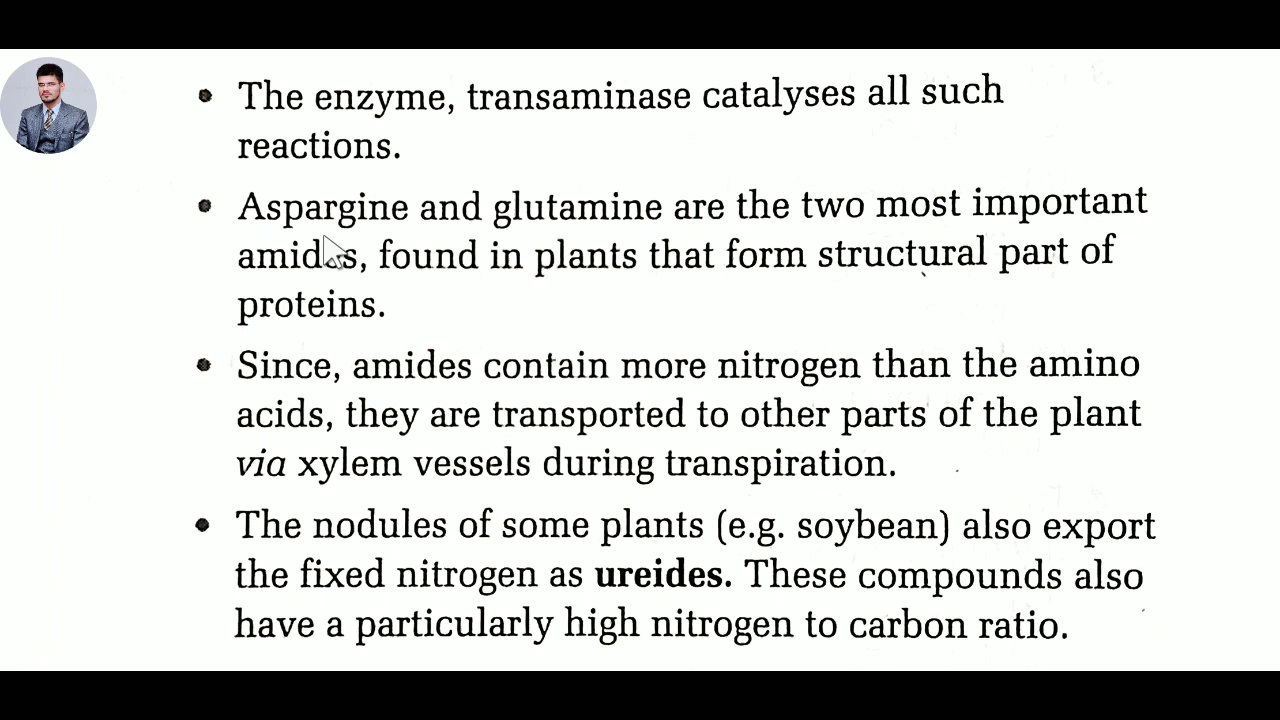 • The enzyme, transaminase catalyses all such
reactions.
• Aspargine and glutamine are the two most important
amides, found in plants that form structural part of
proteins.
• Since, amides contain more nitrogen than the amino
acids, they are transported to other parts of the plant
via xylem vessels during transpiration.
• The nodules of some plants (e.g. soybean) also export
the fixed nitrogen as ureides. These compounds also
have a particularly high nitrogen to carbon ratio.